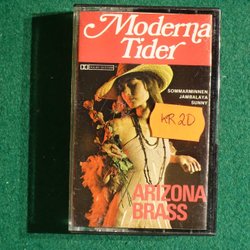 Moderna
Tider
SOMMARMINNEN
JAMBALAYA
SUNNY
KR 20
ARIZONA
BRASS